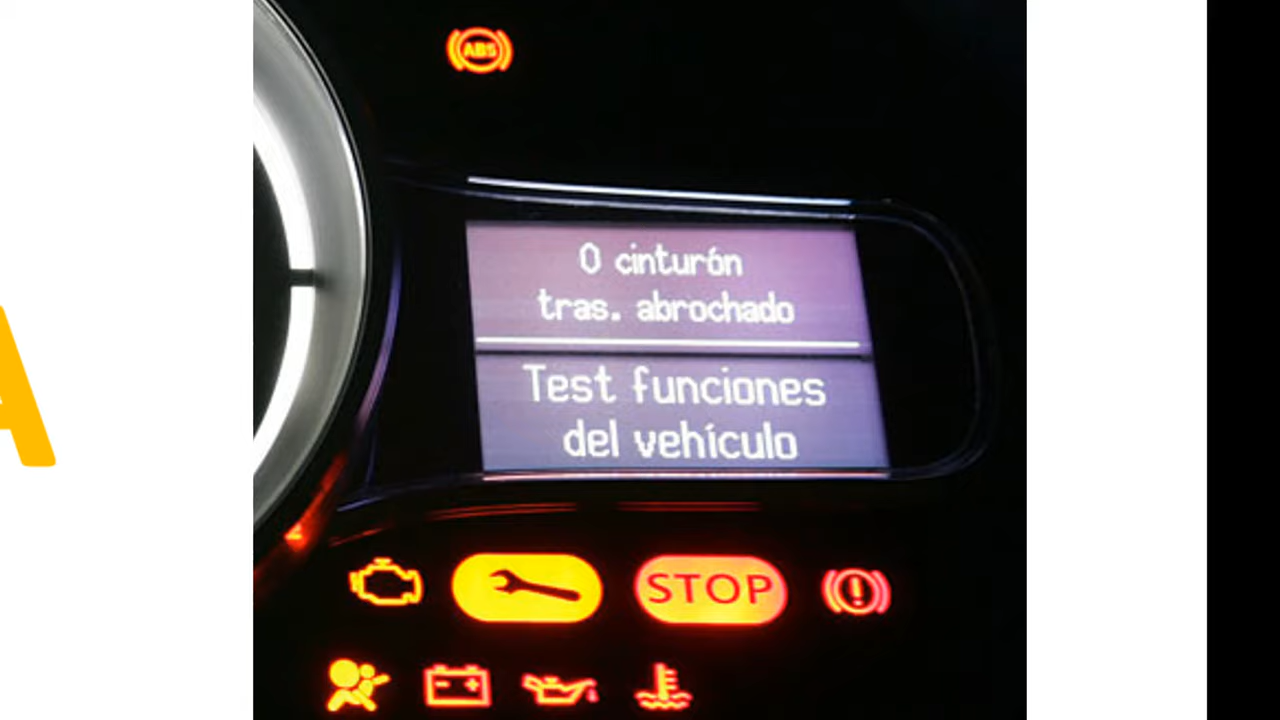 ABS
0 cinturón
tras. abrochado
Test funciones
del vehículo
STOP
A